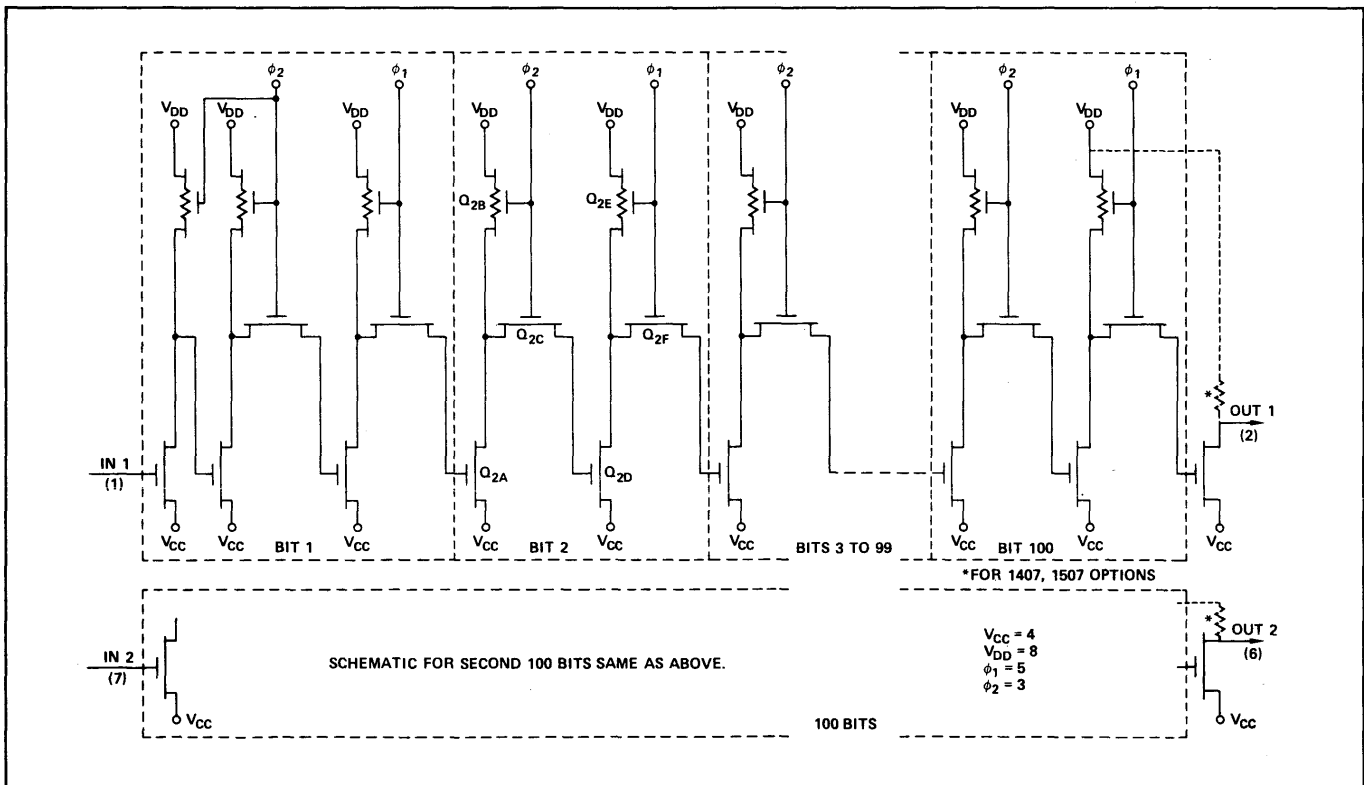 ϕ2 ϕ1 ϕ2 ϕ1 ϕ2 ϕ2 ϕ1
VDD VDD VDD VDD VDD VDD VDD VDD
Q2B Q2E
Q2C Q2F
IN 1 Q2A Q2D OUT 1
(1) (2)
* 
VCC VCC VCC VCC VCC VCC VCC VCC VCC
BIT 1 BIT 2 BITS 3 TO 99 BIT 100
*FOR 1407, 1507 OPTIONS
* OUT 2
(6)
IN 2
(7)
SCHEMATIC FOR SECOND 100 BITS SAME AS ABOVE.
VCC = 4
VDD = 8
ϕ1 = 5
ϕ2 = 3
VCC VCC
100 BITS